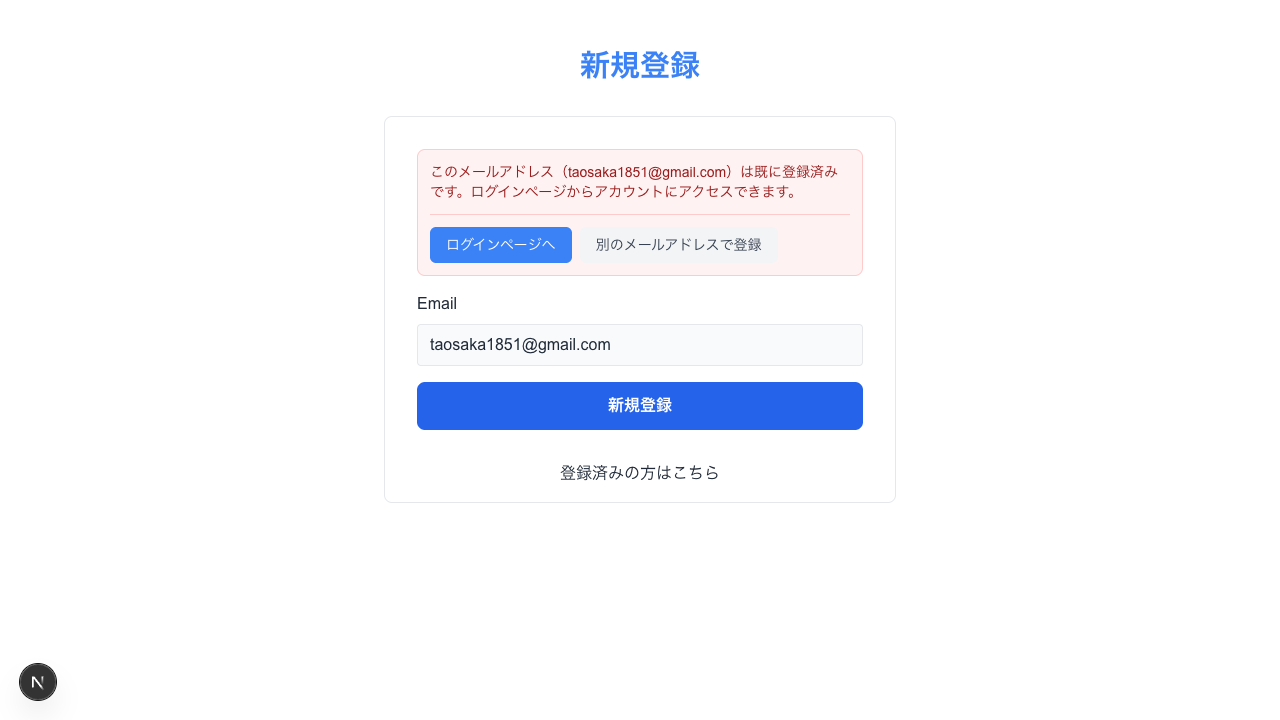 新規登録
このメールアドレス（taosaka1851@gmail.com）は既に登録済み
です。ログインページからアカウントにアクセスできます。
ログインページへ
別のメールアドレスで登録
Email
taosaka1851@gmail.com
新規登録
登録済みの方はこちら
N